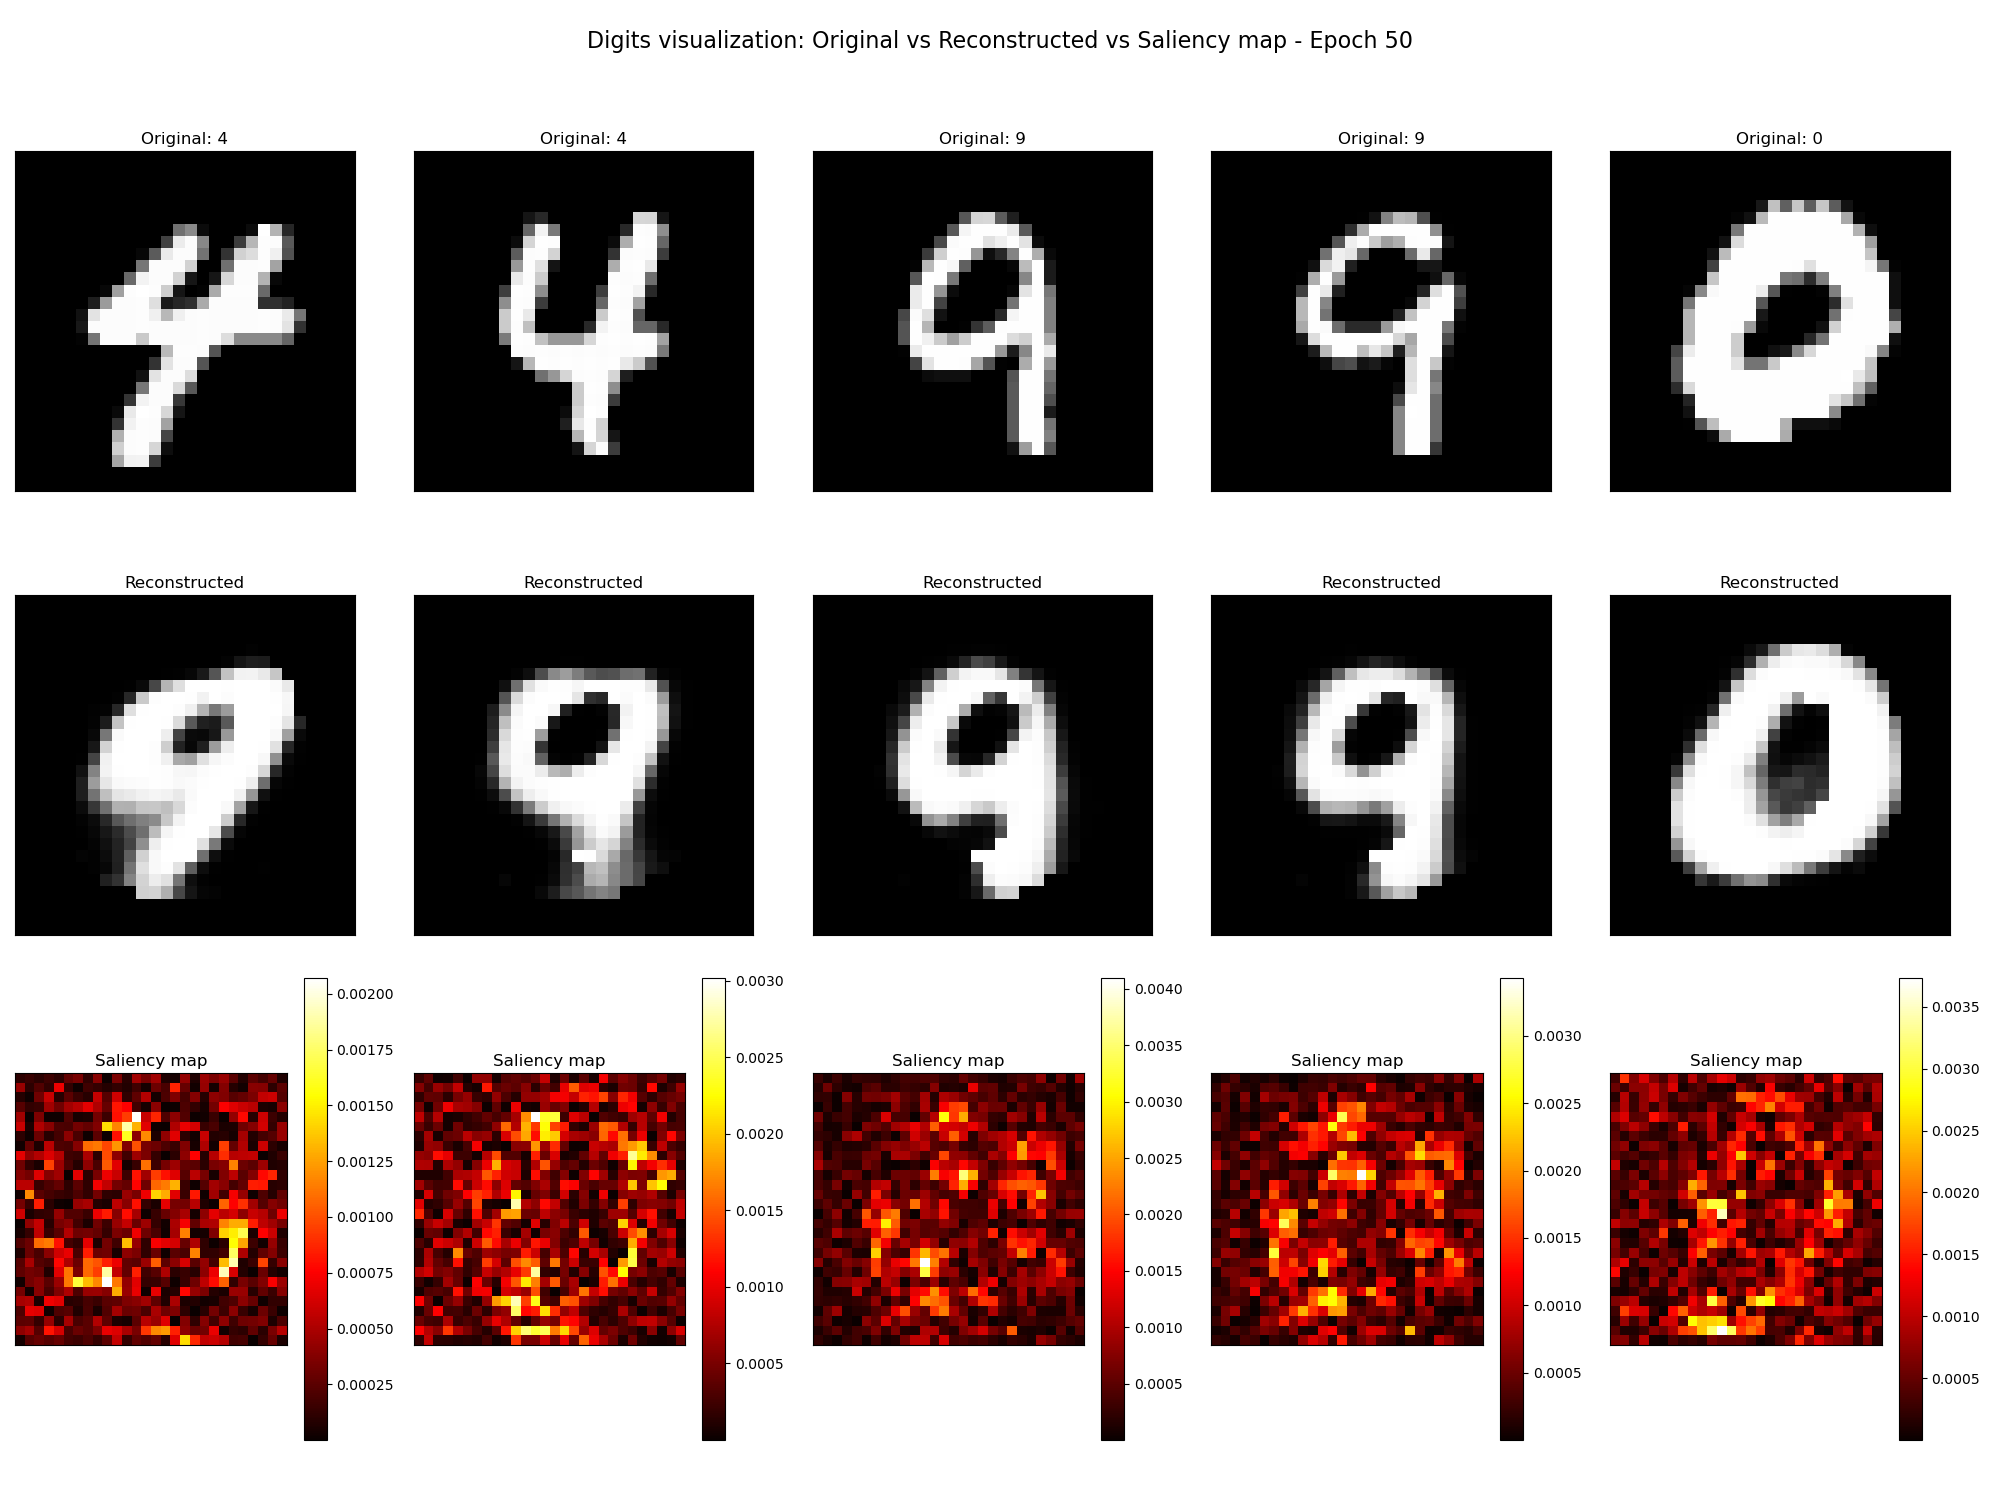 Digits visualization: Original vs Reconstructed vs Saliency map - Epoch 50
Original: 4
Original: 4
Original: 9
Original: 9
Original: 0
Reconstructed
Reconstructed
Reconstructed
Reconstructed
Reconstructed
Saliency map
0.00200
0.00175
0.00150
0.00125
0.00100
0.00075
0.00050
0.00025
Saliency map
0.0030
0.0025
0.0020
0.0015
0.0010
0.0005
Saliency map
0.0040
0.0035
0.0030
0.0025
0.0020
0.0015
0.0010
0.0005
Saliency map
0.0030
0.0025
0.0020
0.0015
0.0010
0.0005
Saliency map
0.0035
0.0030
0.0025
0.0020
0.0015
0.0010
0.0005